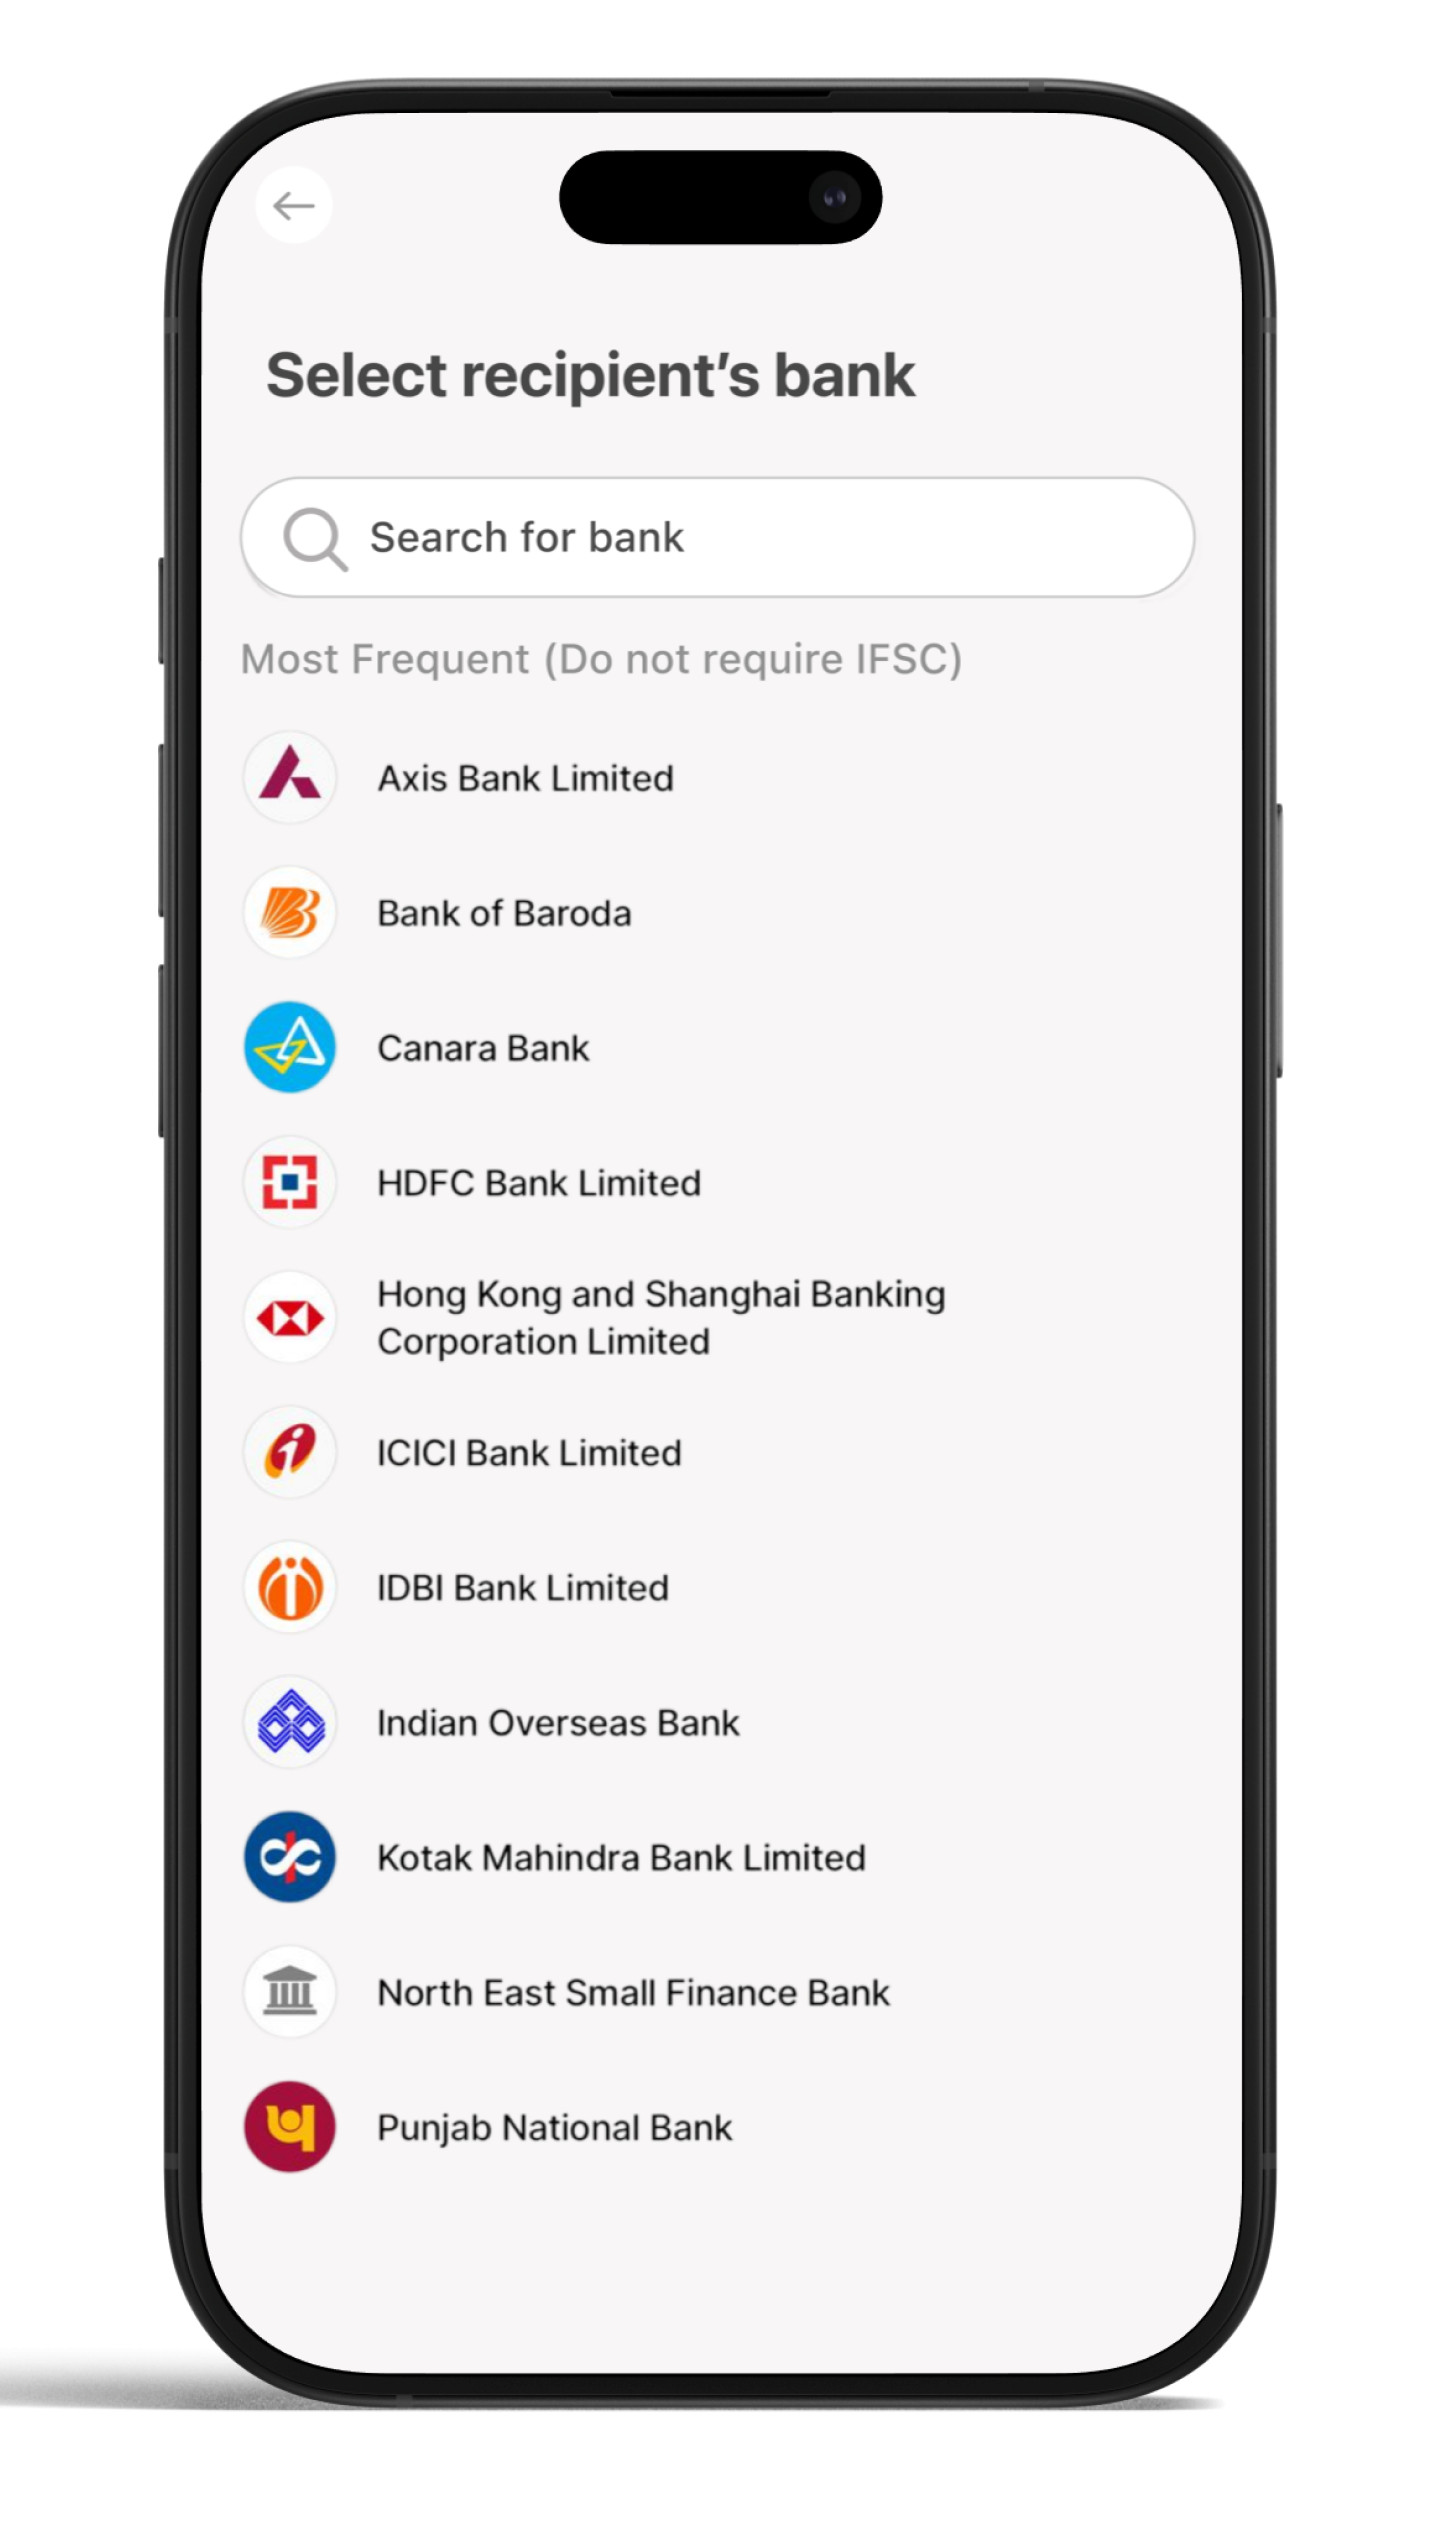 Select recipient’s bank
Search for bank
Most Frequent (Do not require IFSC)
Axis Bank Limited
Bank of Baroda
Canara Bank
HDFC Bank Limited
Hong Kong and Shanghai Banking
Corporation Limited
ICICI Bank Limited
IDBI Bank Limited
Indian Overseas Bank
Kotak Mahindra Bank Limited
North East Small Finance Bank
Punjab National Bank